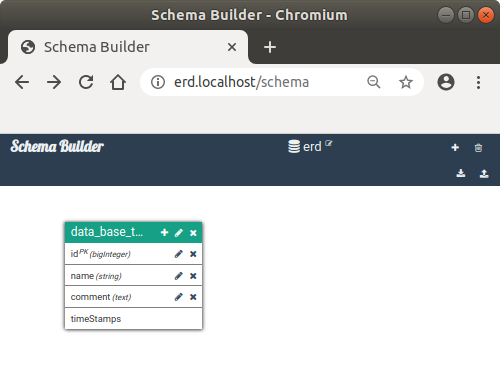 Schema Builder - Chromium
Schema Builder
erd.localhost/schema
Schema Builder
erd
data_base_t...
id PK (bigInteger)
name (string)
comment (text)
timeStamps